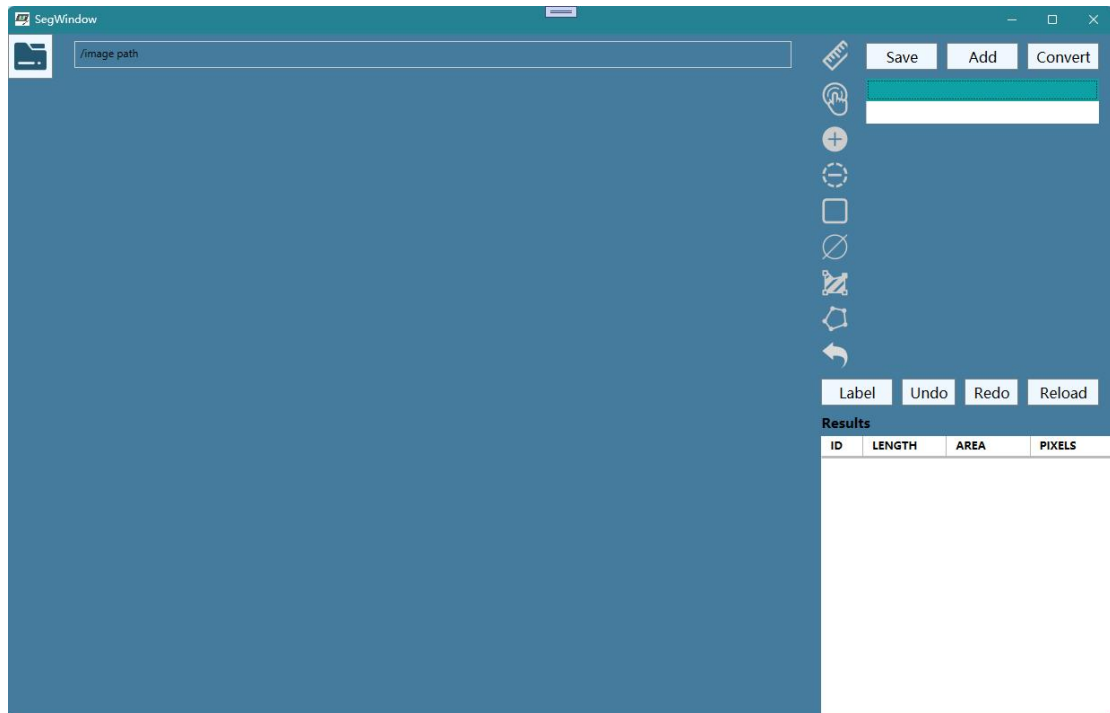 SegWindow
/image path
Save Add Convert
Label Undo Redo Reload
Results
ID LENGTH AREA PIXELS